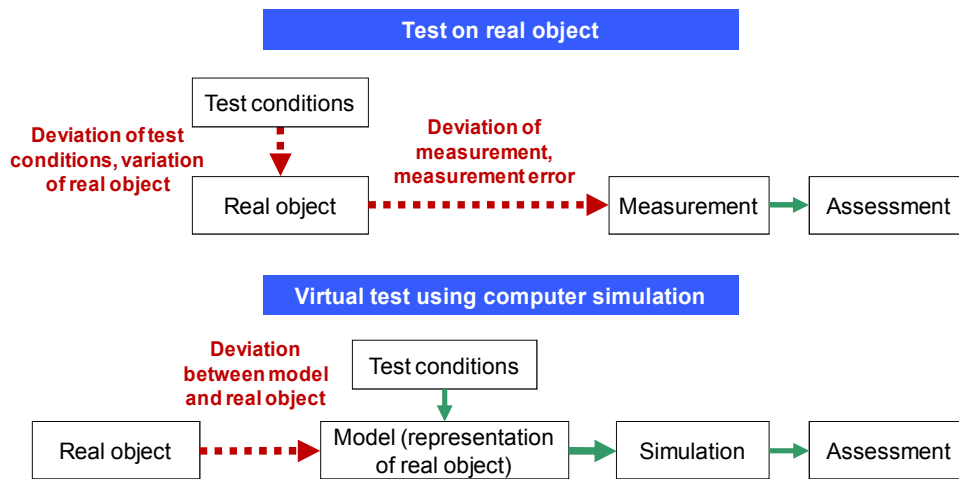 Test on real object
Test conditions
Deviation of test
conditions, variation
of real object
Deviation of
measurement,
measurement error
Real object
Measurement
Assessment
Virtual test using computer simulation
Deviation
between model
and real object
Test conditions
Real object
Model (representation
of real object)
Simulation
Assessment